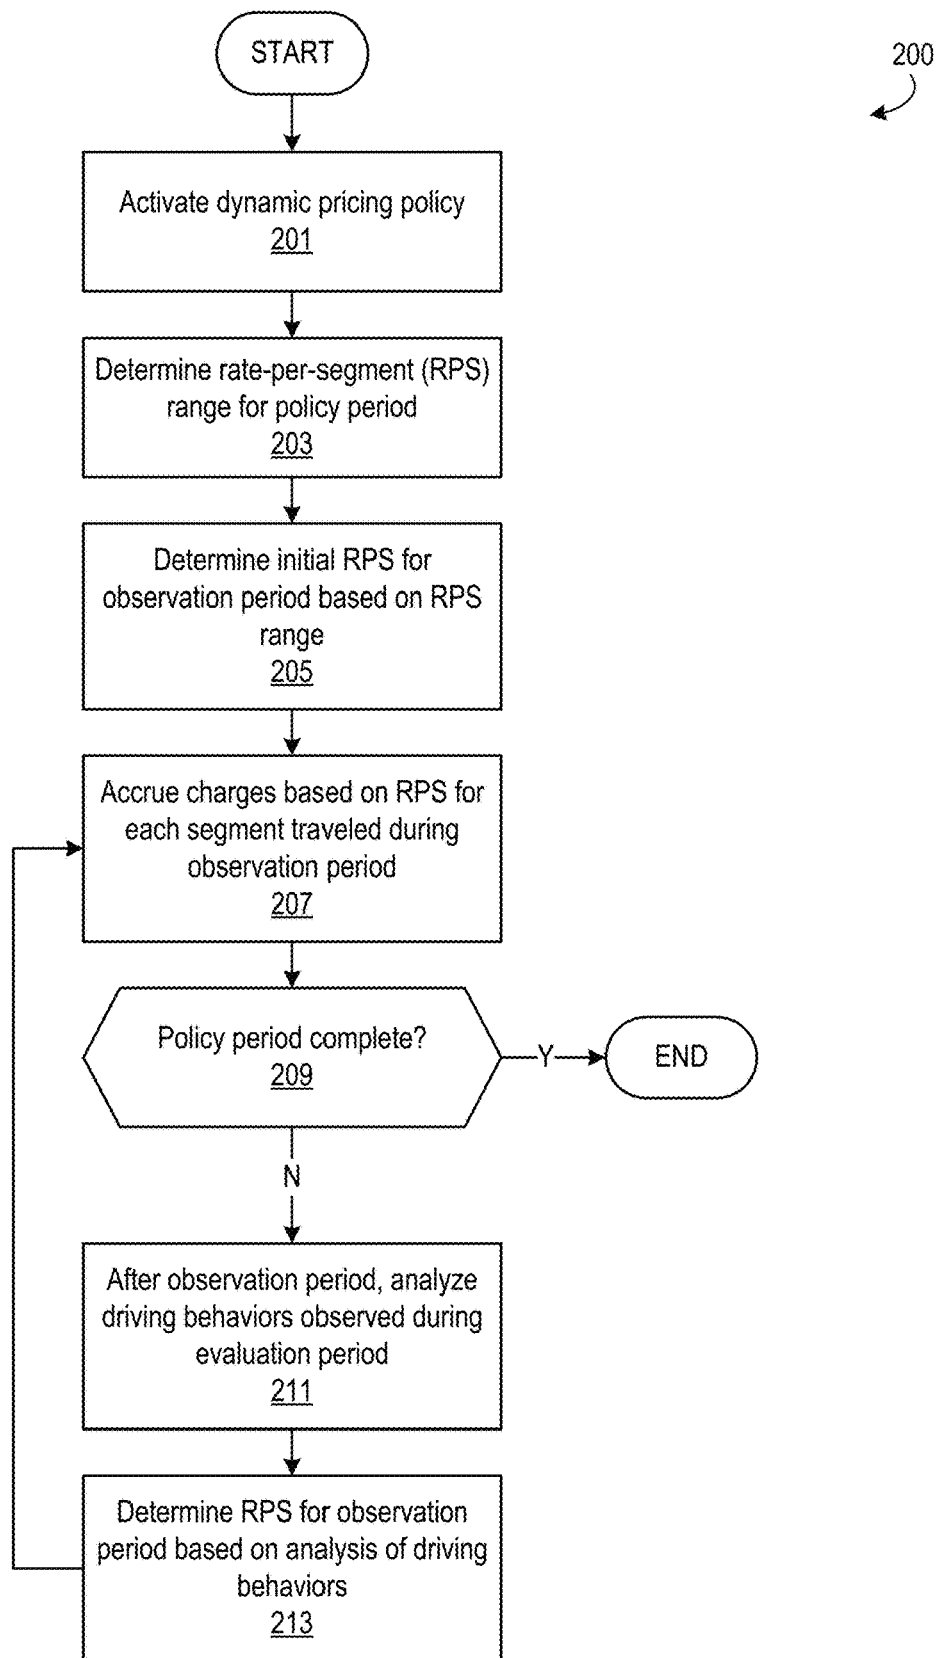 START
200
Activate dynamic pricing policy
201
Determine rate-per-segment (RPS)
range for policy period
203
Determine initial RPS for
observation period based on RPS
range
205
Accrue charges based on RPS for
each segment traveled during
observation period
207
Policy period complete?
209
Y
END
N
After observation period, analyze
driving behaviors observed during
evaluation period
211
Determine RPS for observation
period based on analysis of driving
behaviors
213